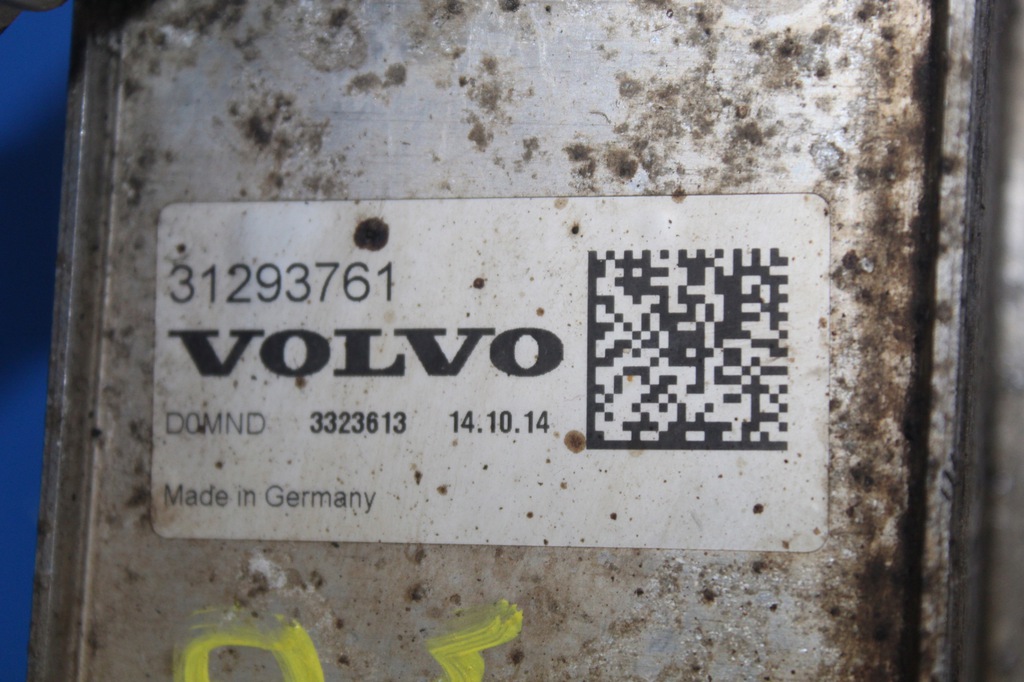 31293761
VOLVO
D0MND 3323613 14.10.14
Made in Germany